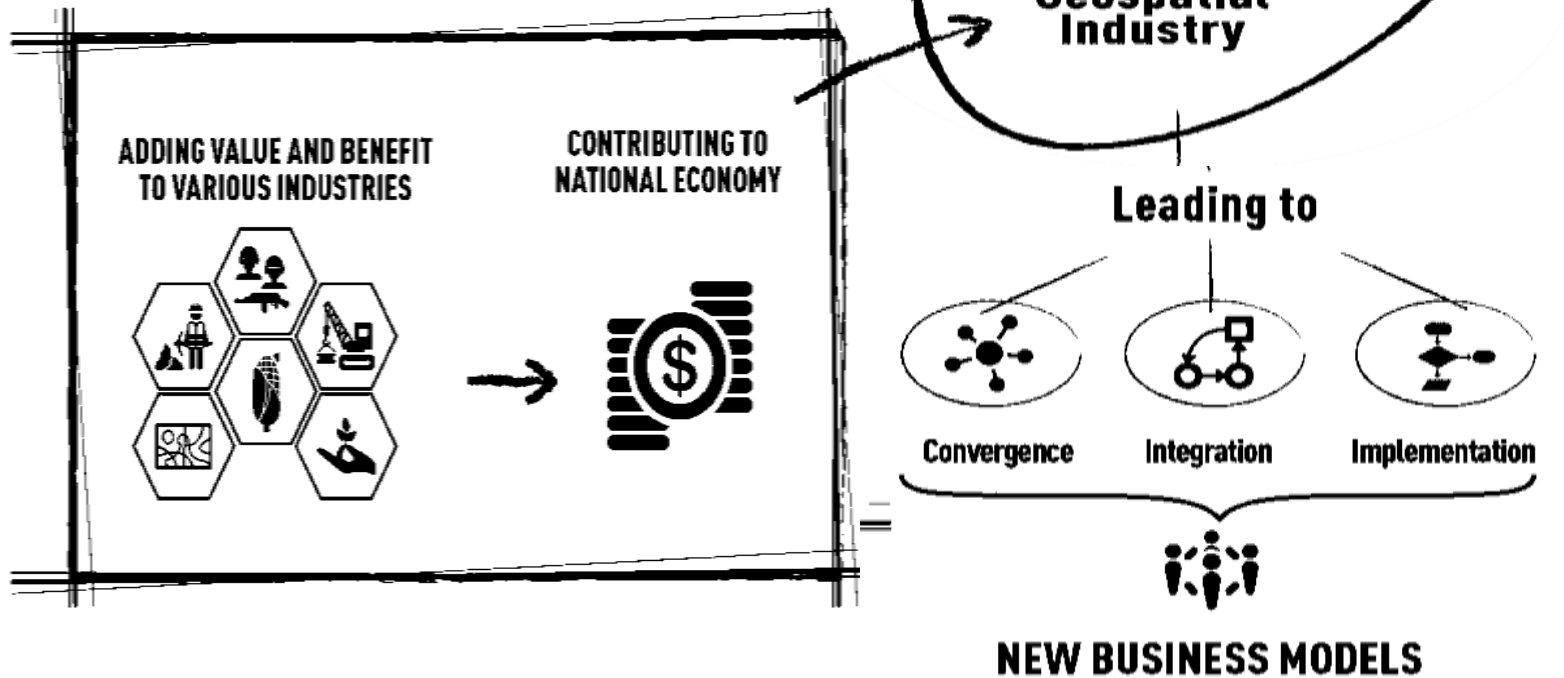 Geospatial
Industry
ADDING VALUE AND BENEFIT
TO VARIOUS INDUSTRIES
CONTRIBUTING TO
NATIONAL ECONOMY
$
Leading to
Convergence
Integration
Implementation
NEW BUSINESS MODELS